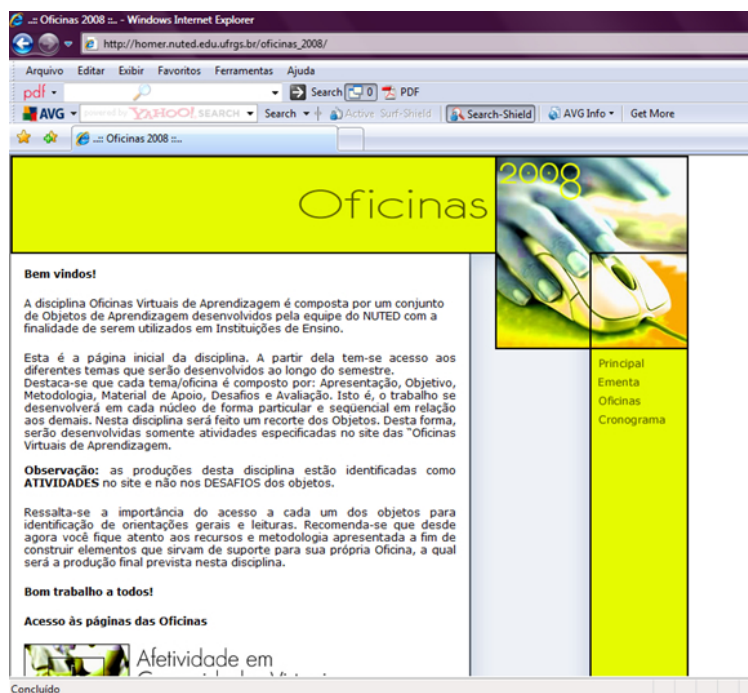 ..:: Oficinas 2008 ::.. - Windows Internet Explorer
http://homer.nuted.edu.ufrgs.br/oficinas_2008/
Arquivo Editar Exibir Favoritos Ferramentas Ajuda
pdf Search 0 PDF
AVG powered by YAHOO! SEARCH Search Active Surf-Shield Search-Shield AVG Info Get More
..:: Oficinas 2008 ::..
2008
Oficinas
Bem vindos!
A disciplina Oficinas Virtuais de Aprendizagem é composta por um conjunto
de Objetos de Aprendizagem desenvolvidos pela equipe do NUTED com a
finalidade de serem utilizados em Instituições de Ensino.
Esta é a página inicial da disciplina. A partir dela tem-se acesso aos
diferentes temas que serão desenvolvidos ao longo do semestre.
Destaca-se que cada tema/oficina é composto por: Apresentação, Objetivo,
Metodologia, Material de Apoio, Desafios e Avaliação. Isto é, o trabalho se
desenvolverá em cada núcleo de forma particular e seqüencial em relação
aos demais. Nesta disciplina será feito um recorte dos Objetos. Desta forma,
serão desenvolvidas somente atividades especificadas no site das "Oficinas
Virtuais de Aprendizagem.
Observação: as produções desta disciplina estão identificadas como
ATIVIDADES no site e não nos DESAFIOS dos objetos.
Ressalta-se a importância do acesso a cada um dos objetos para
identificação de orientações gerais e leituras. Recomenda-se que desde
agora você fique atento aos recursos e metodologia apresentada a fim de
construir elementos que sirvam de suporte para sua própria Oficina, a qual
será a produção final prevista nesta disciplina.
Bom trabalho a todos!
Acesso às páginas das Oficinas
Afetividade em
Principal
Ementa
Oficinas
Cronograma
Concluído